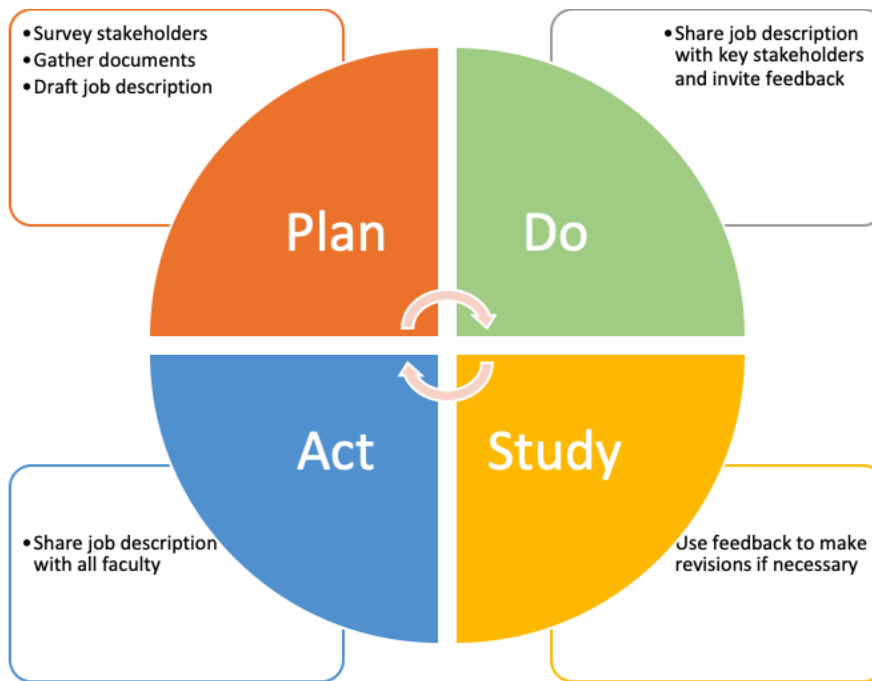 •Survey stakeholders
•Gather documents
•Draft job description
•Share job description
with key stakeholders
and invite feedback
Plan
Do
Act
Study
•Share job description
with all faculty
Use feedback to make
revisions if necessary